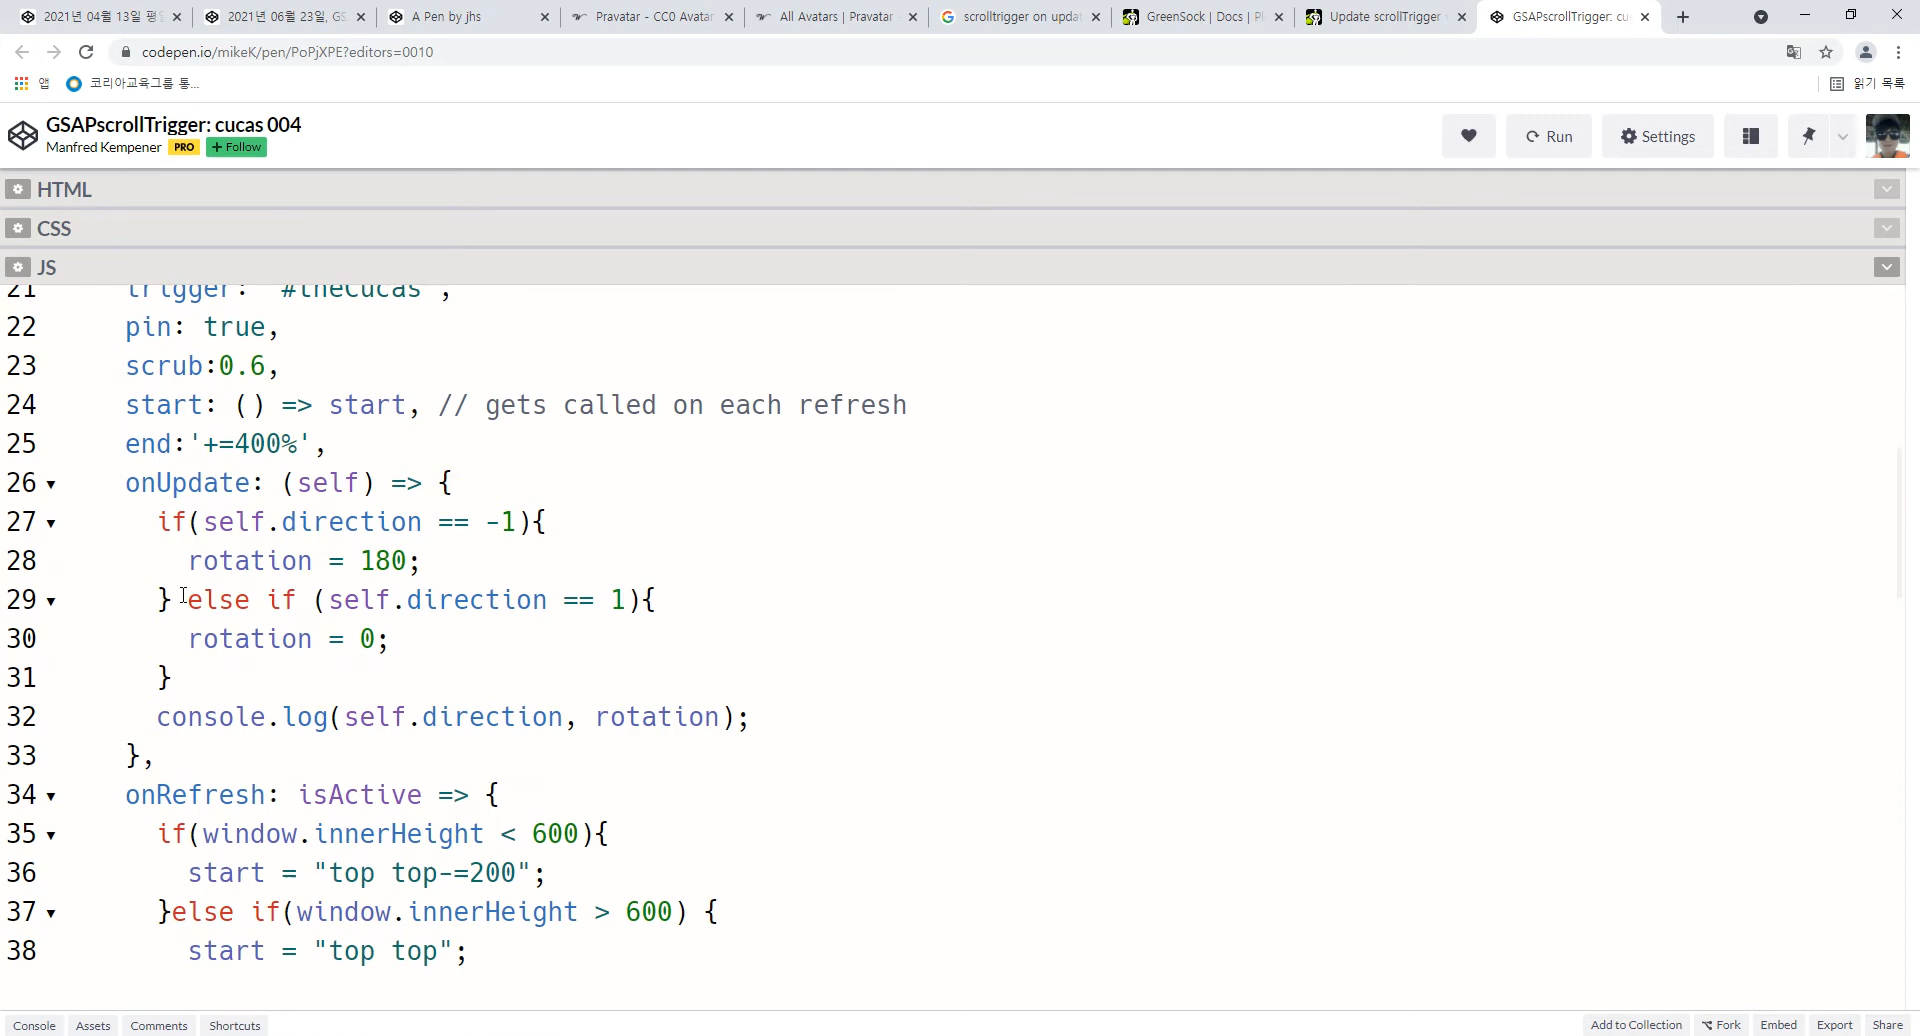 2021년 04월 13일 평일
2021년 06월 23일, GS
A Pen by jhs
Pravatar - CC0 Avatar
All Avatars | Pravatar
scrolltrigger on updat
GreenSock | Docs | Pl
Update scrollTrigger
GSAPscrollTrigger: cu
codepen.io/mikeK/pen/PoPjXPE?editors=0010
앱
코리아교육그룹 통...
읽기 목록
GSAPscrollTrigger: cucas 004
Manfred Kempener PRO + Follow
Run
Settings
HTML
CSS
JS
21 trigger: "#theCucas",
22 pin: true,
23 scrub:0.6,
24 start: () => start, // gets called on each refresh
25 end:'+=400%',
26 onUpdate: (self) => {
27 if(self.direction == -1){
28 rotation = 180;
29 } else if (self.direction == 1){
30 rotation = 0;
31 }
32 console.log(self.direction, rotation);
33 },
34 onRefresh: isActive => {
35 if(window.innerHeight < 600){
36 start = "top top-=200";
37 }else if(window.innerHeight > 600) {
38 start = "top top";
Console Assets Comments Shortcuts
Add to Collection Fork Embed Export Share